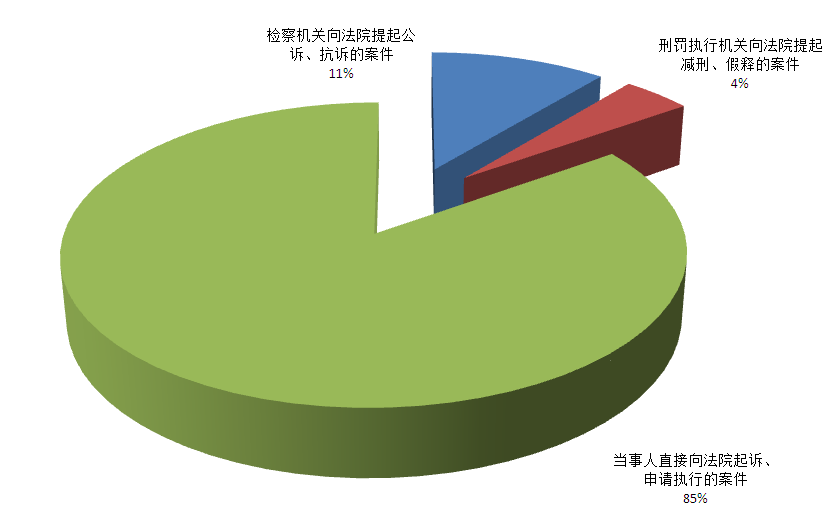 检察机关向法院提起公
诉、抗诉的案件
11%
刑罚执行机关向法院提起
减刑、假释的案件
4%
当事人直接向法院起诉、
申请执行的案件
85%